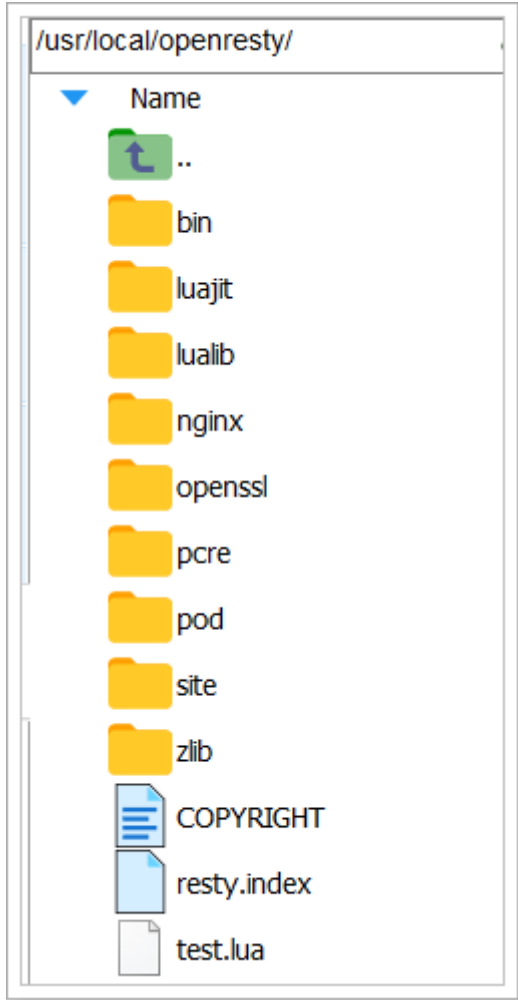 /usr/local/openresty/
Name
..
bin
luajit
lualib
nginx
openssl
pcre
pod
site
zlib
COPYRIGHT
resty.index
test.lua